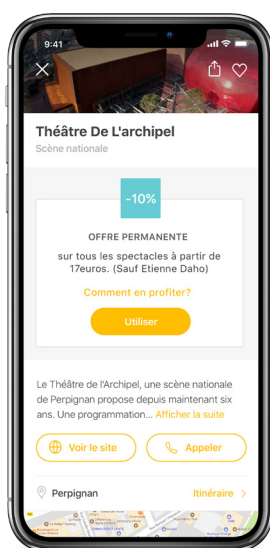 9:41
Théâtre De L'archipel
Scène nationale
-10%
OFFRE PERMANENTE
sur tous les spectacles à partir de
17euros. (Sauf Etienne Daho)
Comment en profiter?
Utiliser
Le Théâtre de l'Archipel, une scène nationale
de Perpignan propose depuis maintenant six
ans. Une programmation... Afficher la suite
Voir le site
Appeler
Perpignan
Itinéraire >